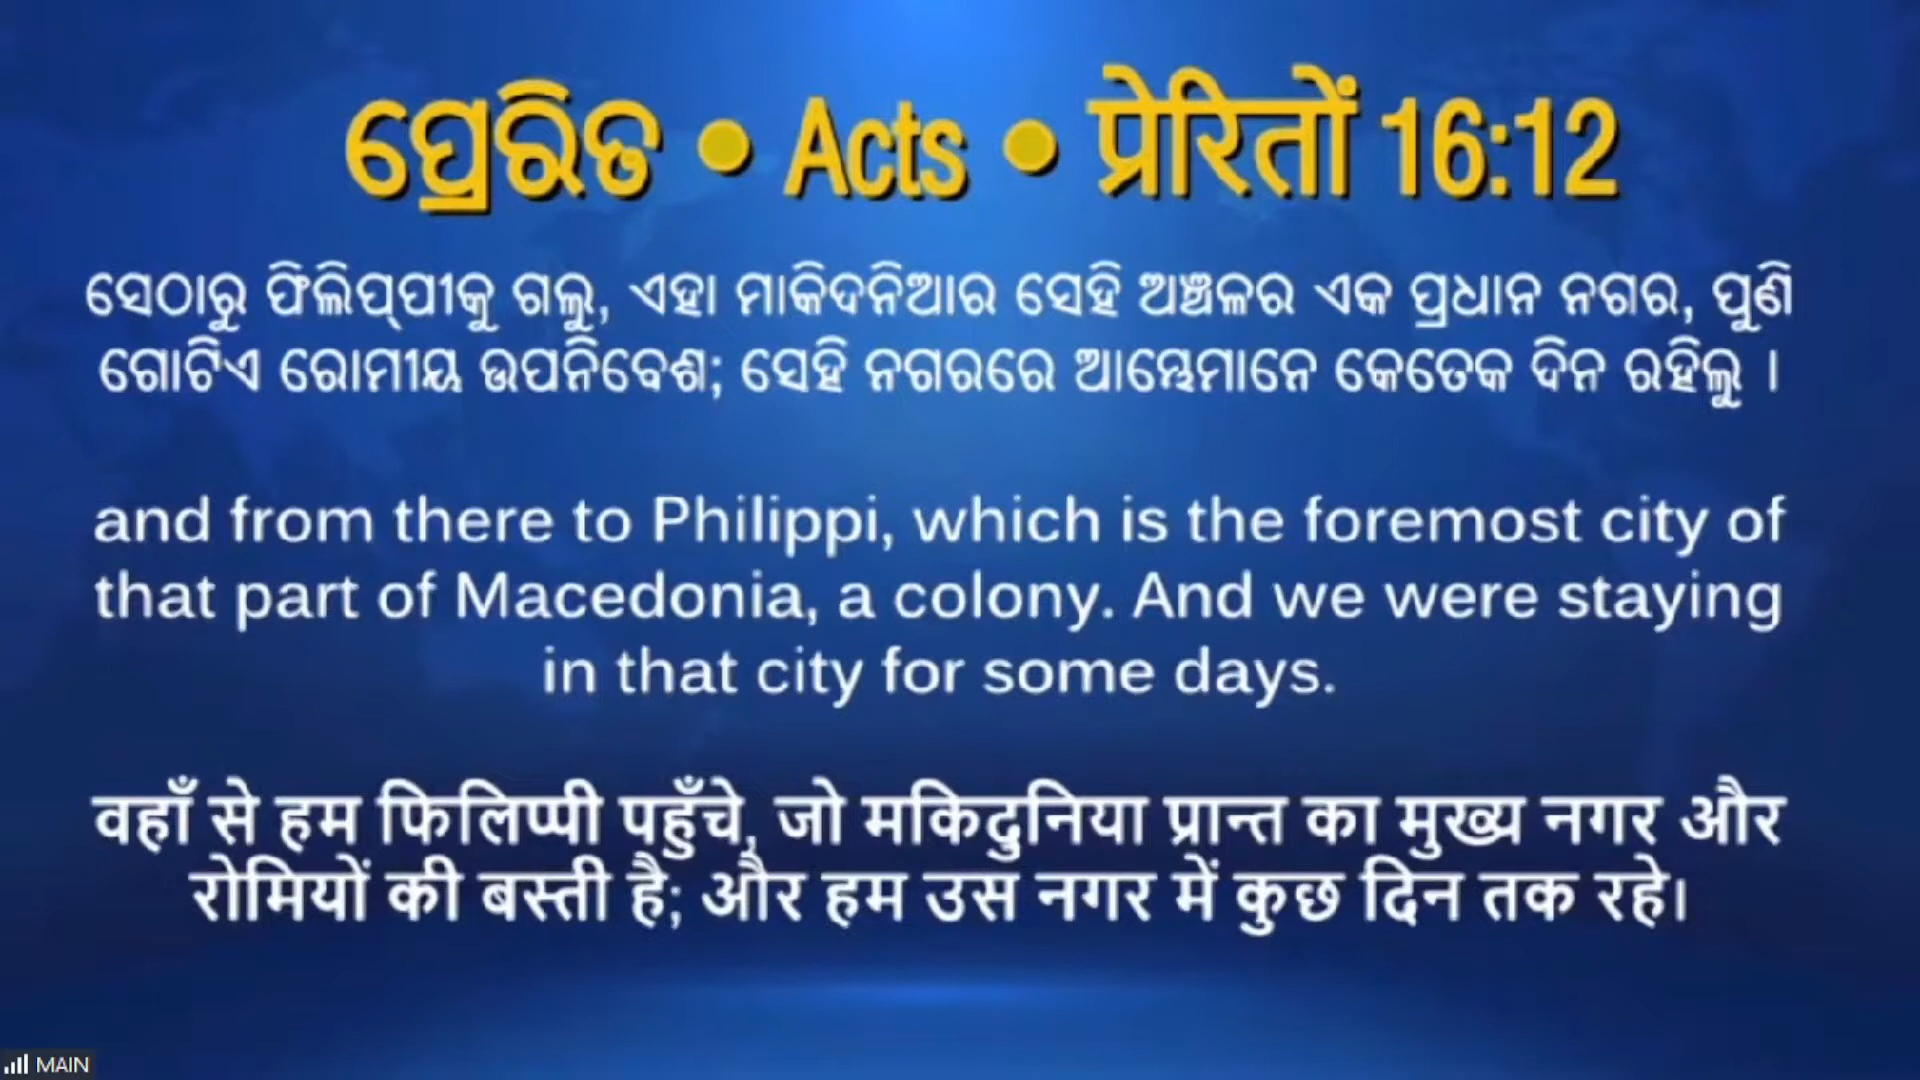 ପ୍ରେରିତ • Acts • प्रेरितों 16:12
ସେଠାରୁ ଫିଲିପ୍‌ପୀକୁ ଗଲୁ, ଏହା ମାକିଦନିଆର ସେହି ଅଞ୍ଚଳର ଏକ ପ୍ରଧାନ ନଗର, ପୁଣି
ଗୋଟିଏ ରୋମୀୟ ଉପନିବେଶ; ସେହି ନଗରରେ ଆମ୍ଭେମାନେ କେତେକ ଦିନ ରହିଲୁ ।
and from there to Philippi, which is the foremost city of
that part of Macedonia, a colony. And we were staying
in that city for some days.
वहाँ से हम फिलिप्पी पहुँचे, जो मकिदुनिया प्रान्त का मुख्य नगर और
रोमियों की बस्ती है; और हम उस नगर में कुछ दिन तक रहे।
MAIN